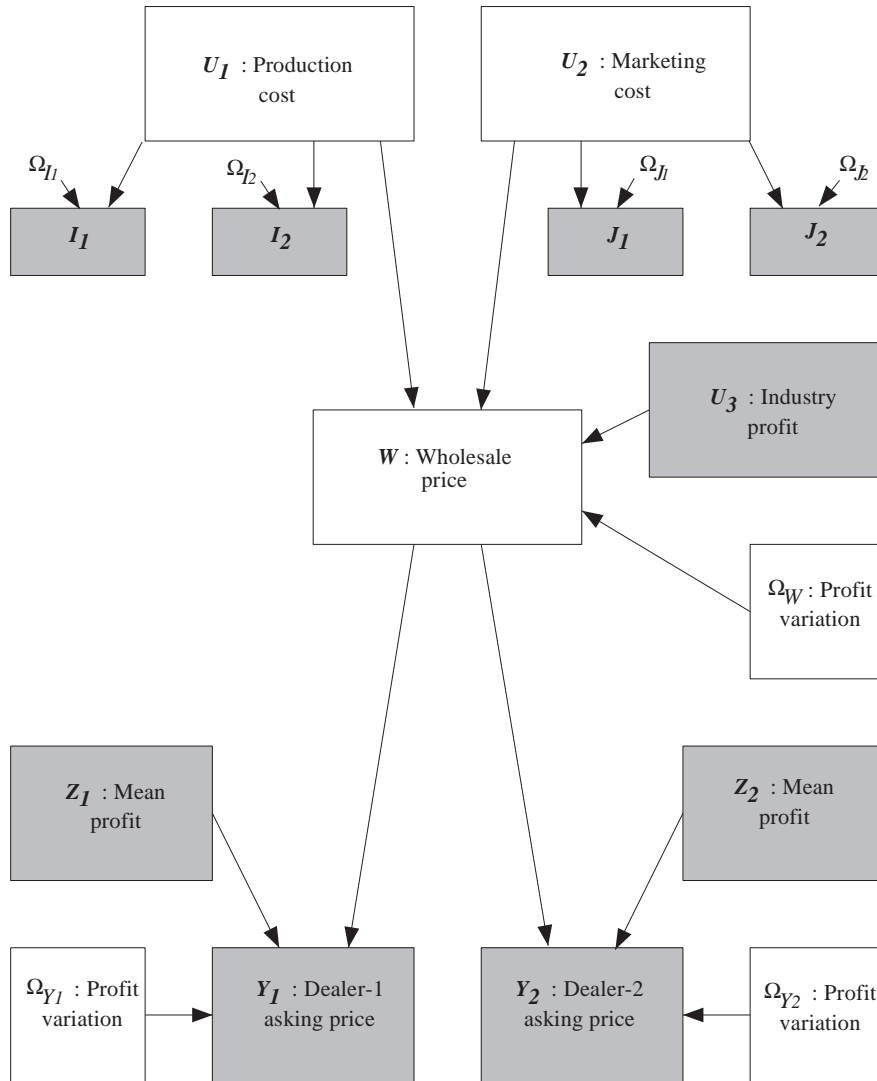 U1 : Production
cost
U2 : Marketing
cost
ΩI1
ΩI2
ΩJ1
ΩJ2
I1
I2
J1
J2
U3 : Industry
profit
W : Wholesale
price
ΩW : Profit
variation
Z1 : Mean
profit
Z2 : Mean
profit
ΩY1 : Profit
variation
Y1 : Dealer-1
asking price
Y2 : Dealer-2
asking price
ΩY2 : Profit
variation